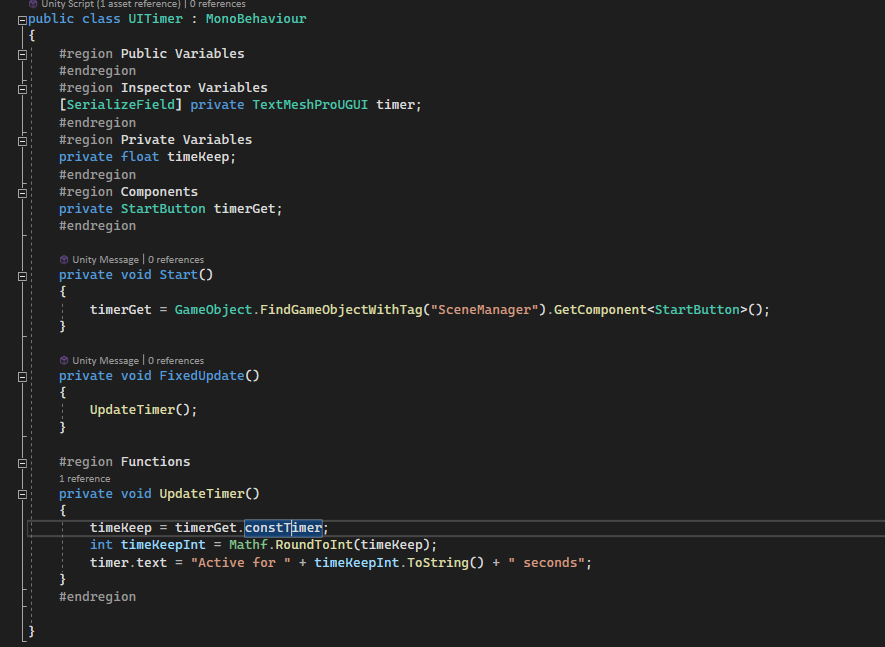 Unity Script (1 asset reference) | 0 references
public class UITimer : MonoBehaviour
{
#region Public Variables
#endregion
#region Inspector Variables
[SerializeField] private TextMeshProUGUI timer;
#endregion
#region Private Variables
private float timeKeep;
#endregion
#region Components
private StartButton timerGet;
#endregion
Unity Message | 0 references
private void Start()
{
timerGet = GameObject.FindGameObjectWithTag("SceneManager").GetComponent<StartButton>();
}
Unity Message | 0 references
private void FixedUpdate()
{
UpdateTimer();
}
#region Functions
1 reference
private void UpdateTimer()
{
timeKeep = timerGet.constTimer;
int timeKeepInt = Mathf.RoundToInt(timeKeep);
timer.text = "Active for " + timeKeepInt.ToString() + " seconds";
}
#endregion
}